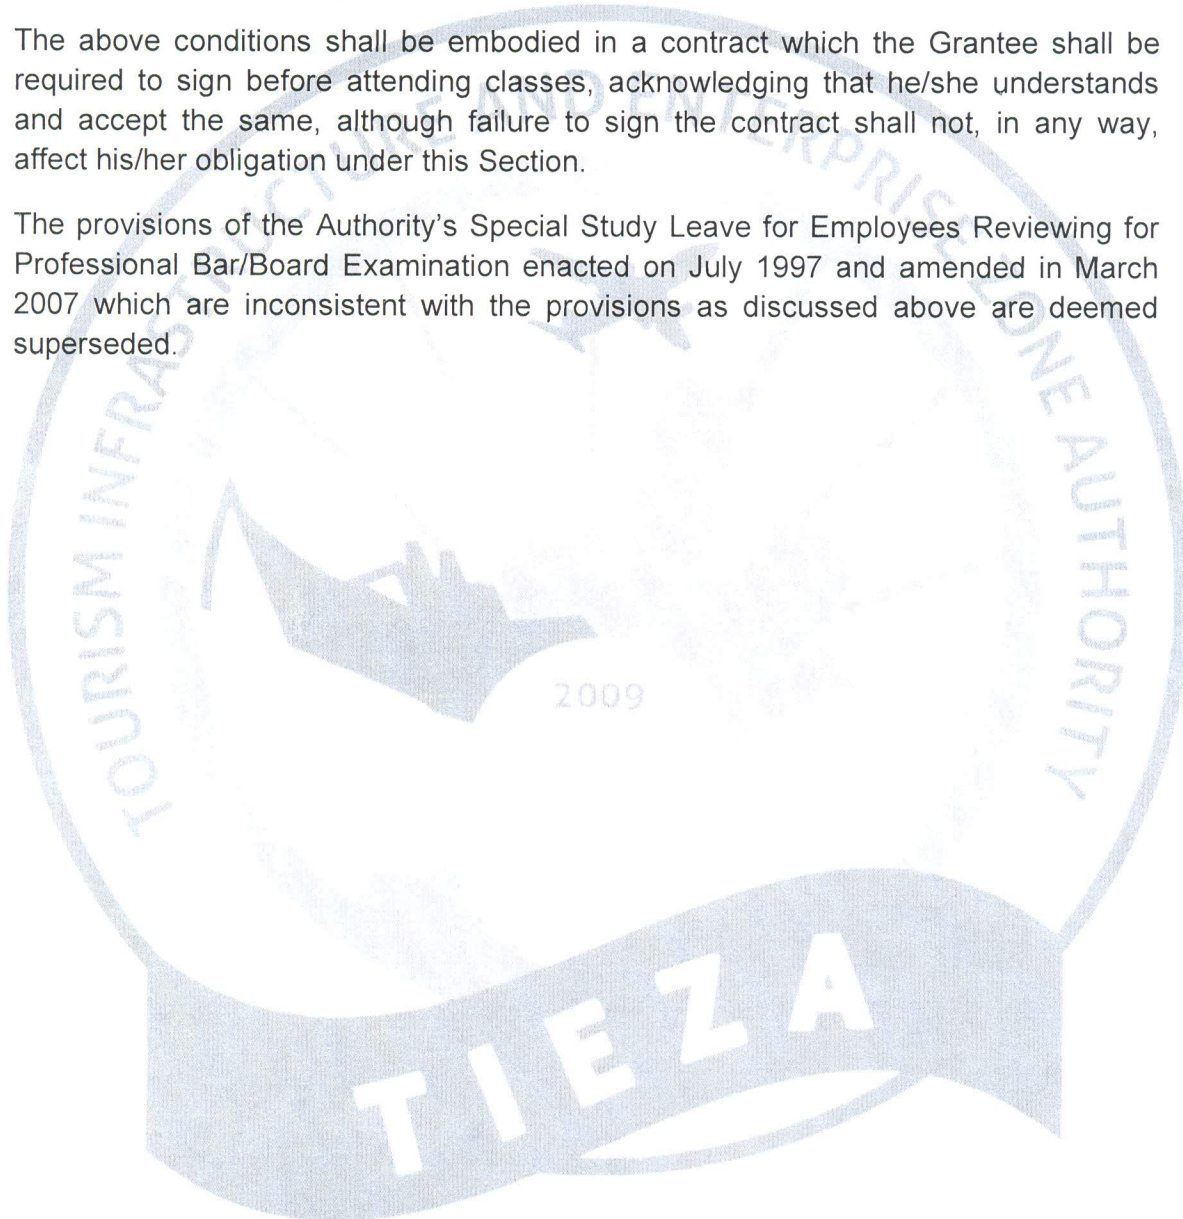 The above conditions shall be embodied in a contract which the Grantee shall be
required to sign before attending classes, acknowledging that he/she understands
and accept the same, although failure to sign the contract shall not, in any way,
affect his/her obligation under this Section.
The provisions of the Authority's Special Study Leave for Employees Reviewing for
Professional Bar/Board Examination enacted on July 1997 and amended in March
2007 which are inconsistent with the provisions as discussed above are deemed
superseded.
TOURISM INFRASTRUCTURE AND ENTERPRISE ZONE AUTHORITY
2009
TIEZA